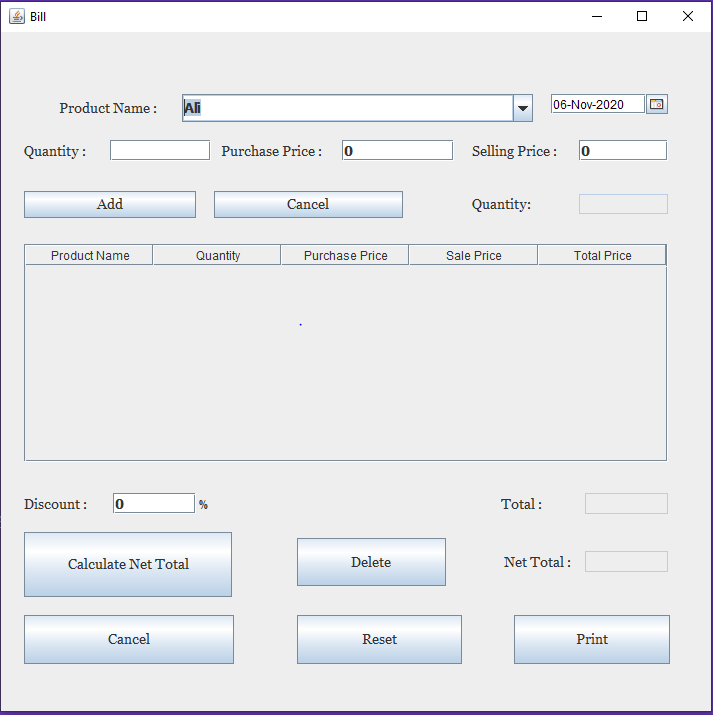 Bill
Product Name : Ali 06-Nov-2020
Quantity : Purchase Price : 0 Selling Price : 0
Add Cancel Quantity:
Product Name Quantity Purchase Price Sale Price Total Price
Discount : 0 % Total :
Calculate Net Total Delete Net Total :
Cancel Reset Print